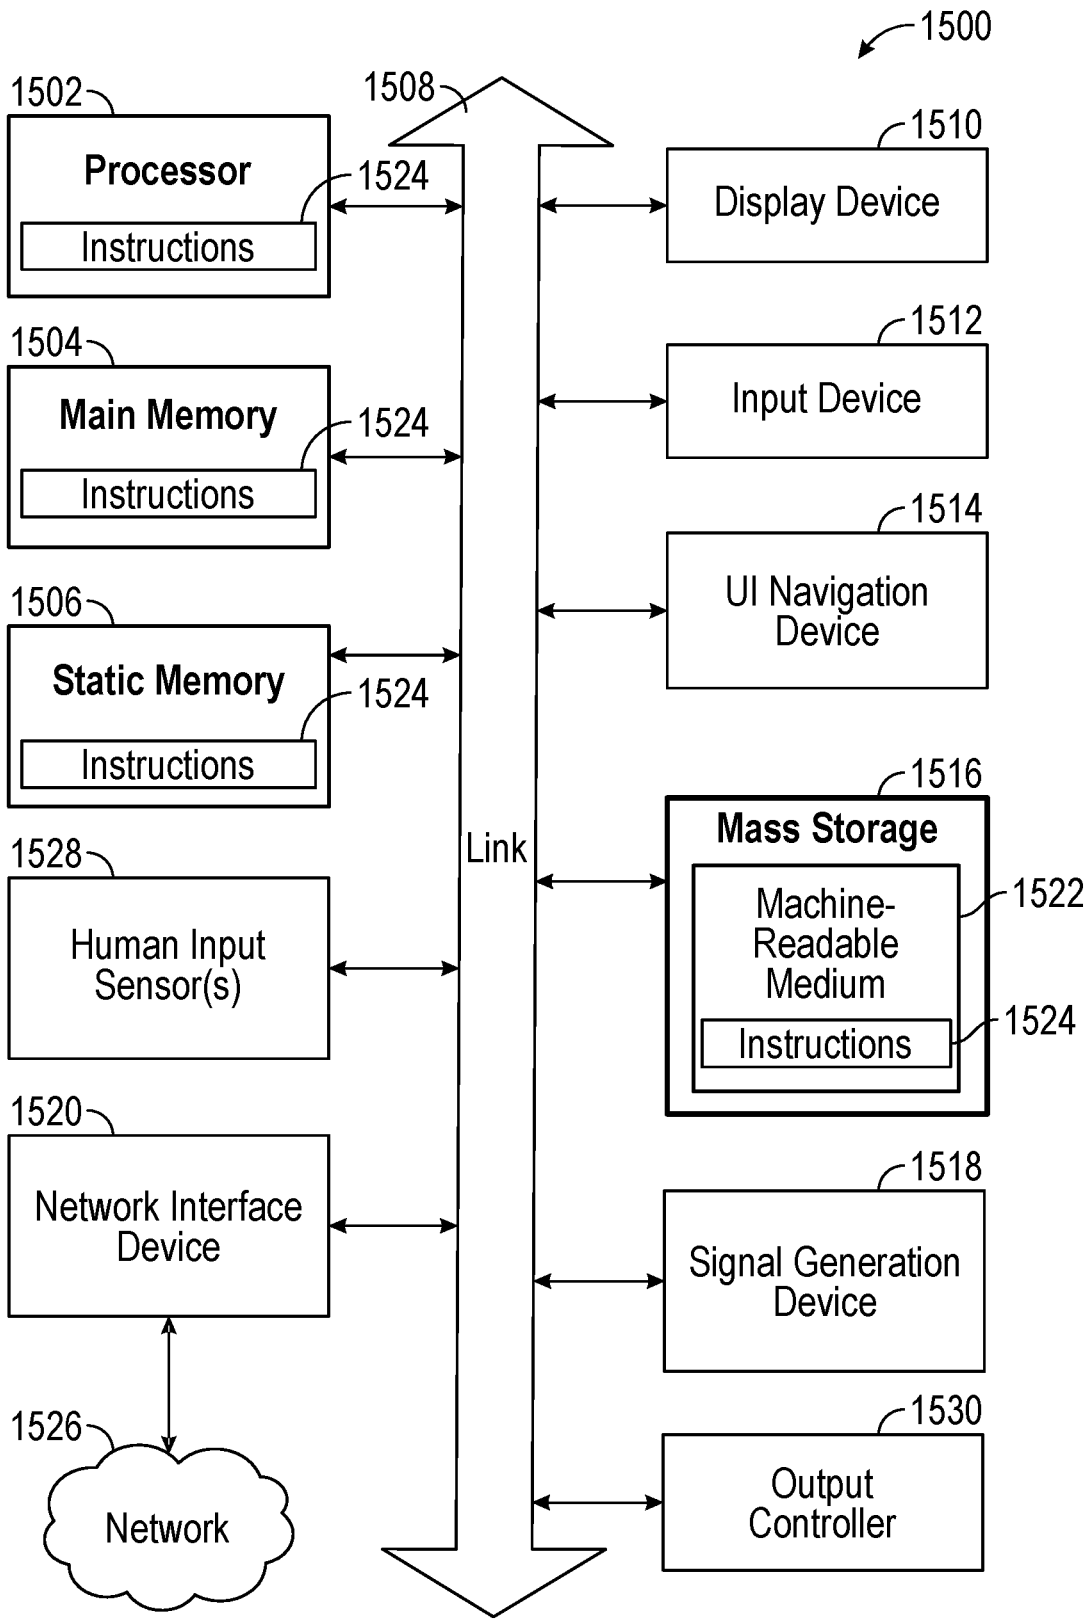 1500
1502
Processor
1524
Instructions
1504
Main Memory
1524
Instructions
1506
Static Memory
1524
Instructions
1528
Human Input
Sensor(s)
1520
Network Interface
Device
1526
Network
1508
Link
1510
Display Device
1512
Input Device
1514
UI Navigation
Device
1516
Mass Storage
1522
Machine-
Readable
Medium
1524
Instructions
1518
Signal Generation
Device
1530
Output
Controller